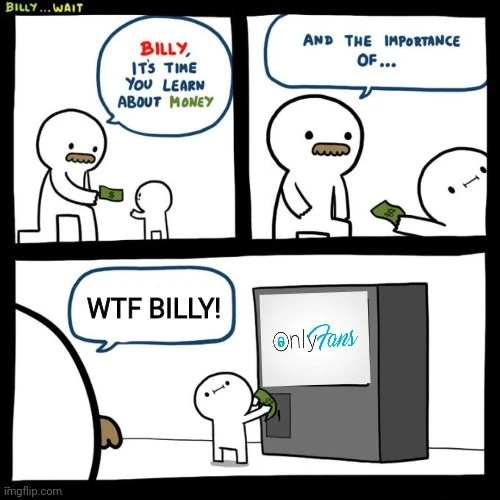 BILLY...WAIT
BILLY,
IT'S TIME
YOU LEARN
ABOUT MONEY
AND THE IMPORTANCE
OF...
$
$
WTF BILLY!
OnlyFans
imgflip.com